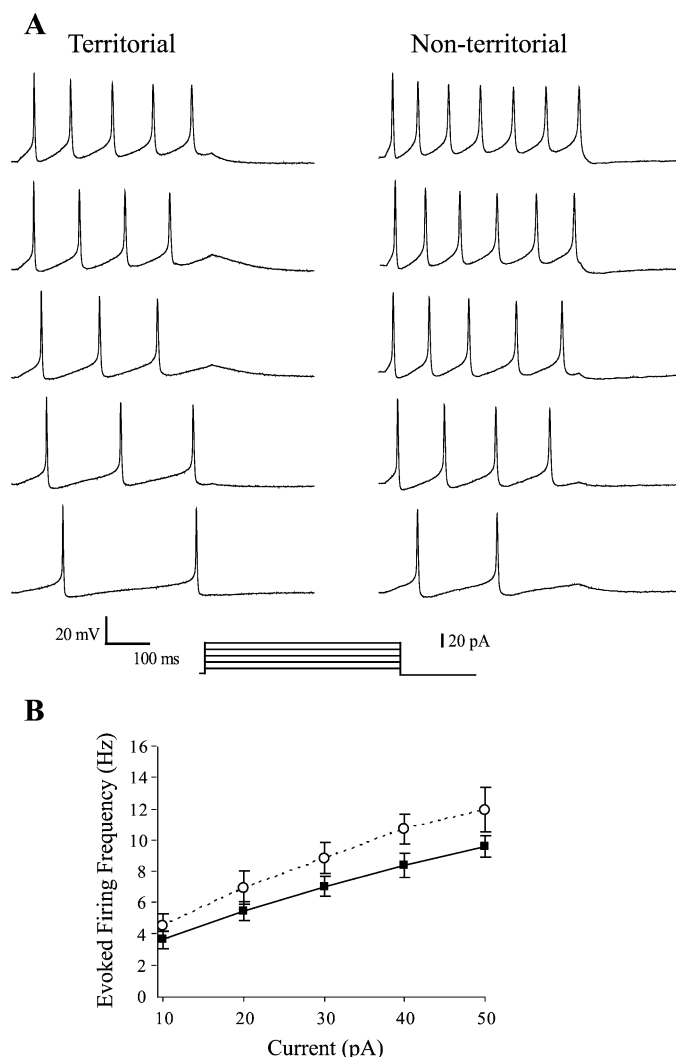 A
Territorial
Non-territorial
20 mV
100 ms
20 pA
B
Evoked Firing Frequency (Hz)
16
14
12
10
8
6
4
2
0
10
20
30
40
50
Current (pA)